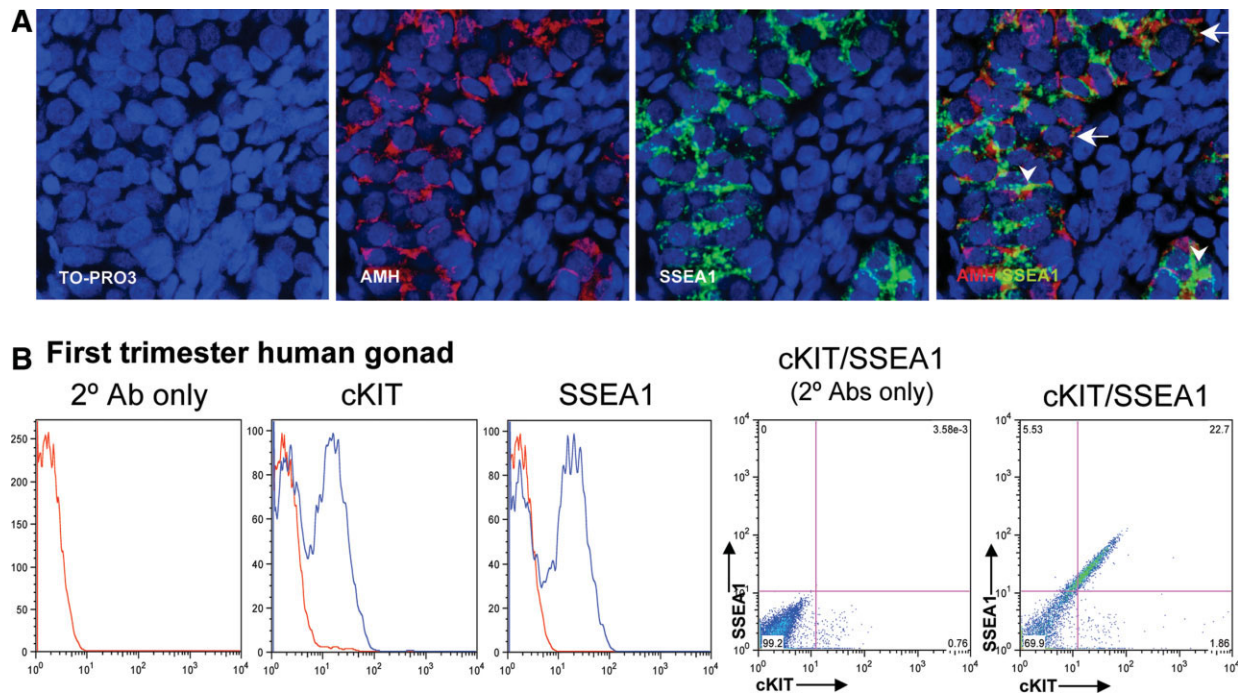 A
TO-PRO3
AMH
SSEA1
AMH SSEA1
B First trimester human gonad
2º Ab only
cKIT
SSEA1
cKIT/SSEA1
(2º Abs only)
cKIT/SSEA1
250
200
150
100
50
0
10⁰ 10¹ 10² 10³ 10⁴
100
80
60
40
20
0
10⁰ 10¹ 10² 10³ 10⁴
100
80
60
40
20
0
10⁰ 10¹ 10² 10³ 10⁴
10⁴
10³
10²
10¹
10⁰
0 3.58e-3
99.2 0.76
SSEA1
10⁰ 10¹ 10² 10³ 10⁴
cKIT
10⁴
10³
10²
10¹
10⁰
5.53 22.7
69.9 1.86
SSEA1
10⁰ 10¹ 10² 10³ 10⁴
cKIT